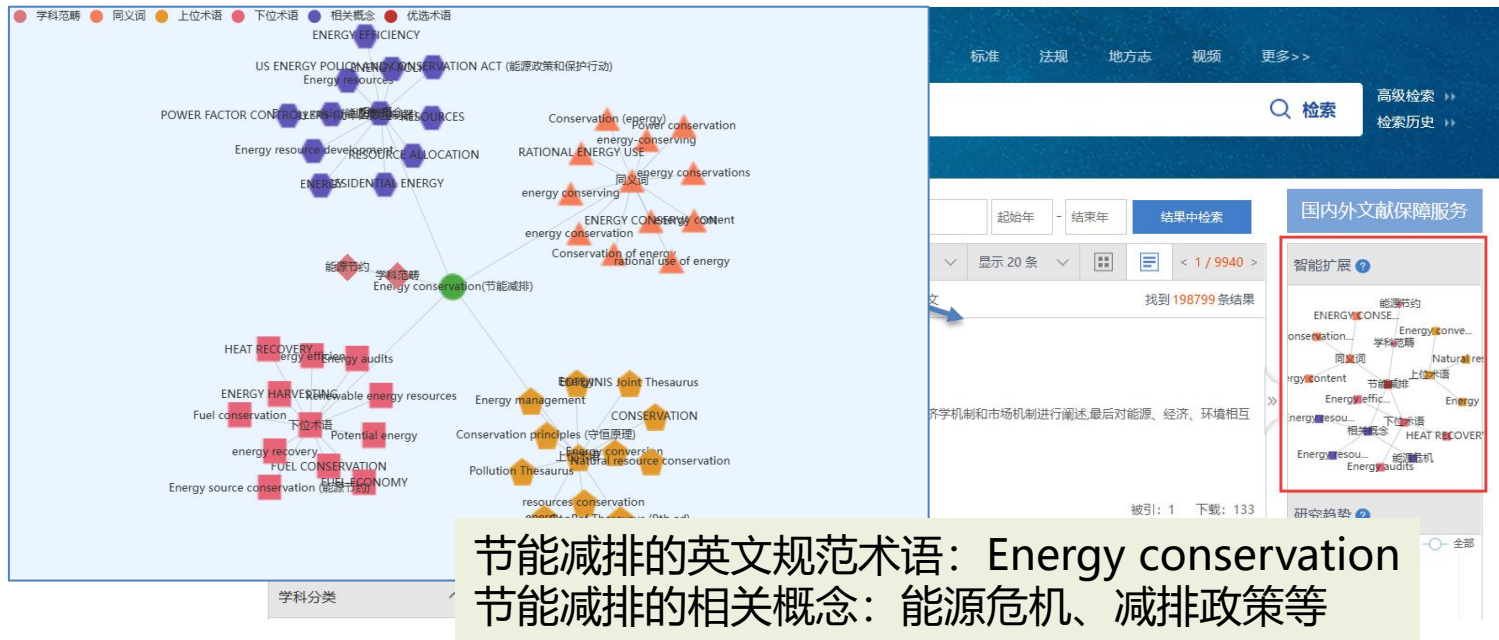 学科范畴 同义词 上位术语 下位术语 相关概念 优选术语
ENERGY EFFICIENCY
US ENERGY POLICY AND CONSERVATION ACT (能源政策和保护行动)
Energy resources
POWER FACTOR CONTROLLERS
RESOURCES
Energy resource development
RESOURCE ALLOCATION
RESIDENTIAL ENERGY
Conservation (energy)
Power conservation
energy-conserving
RATIONAL ENERGY USE
energy conservations
同义词
energy conserving
ENERGY CONSERVATION
energy conservation
Conservation of energy
rational use of energy
能源节约
学科范畴
Energy conservation(节能减排)
HEAT RECOVERY
Energy audits
ENERGY HARVESTING
Renewable energy resources
Fuel conservation
下位术语
Potential energy
energy recovery
FUEL CONSERVATION
FUEL ECONOMY
Energy source conservation (能源节约)
Joint Thesaurus
Energy management
CONSERVATION
Conservation principles (守恒原理)
Energy conversion
Natural resource conservation
Pollution Thesaurus
resources conservation
标准 法规 地方志 视频 更多>>
检索
高级检索
检索历史
起始年 - 结束年 结果中检索
国内外文献保障服务
显示 20 条 < 1 / 9940 >
智能扩展
文 找到 198799 条结果
能源节约
ENERGY CONSE...
onservation...
Energy conve...
学科范畴
同义词
Natural res
上位术语
rgy content
节能减排
Energy effic...
Energy
nergy resou...
下位术语
相关概念
HEAT RECOVERY
Energy resou...
能源危机
Energy audits
济学机制和市场机制进行阐述,最后对能源、经济、环境相互
被引: 1 下载: 133
研究趋势
全部
节能减排的英文规范术语：Energy conservation
节能减排的相关概念：能源危机、减排政策等
学科分类